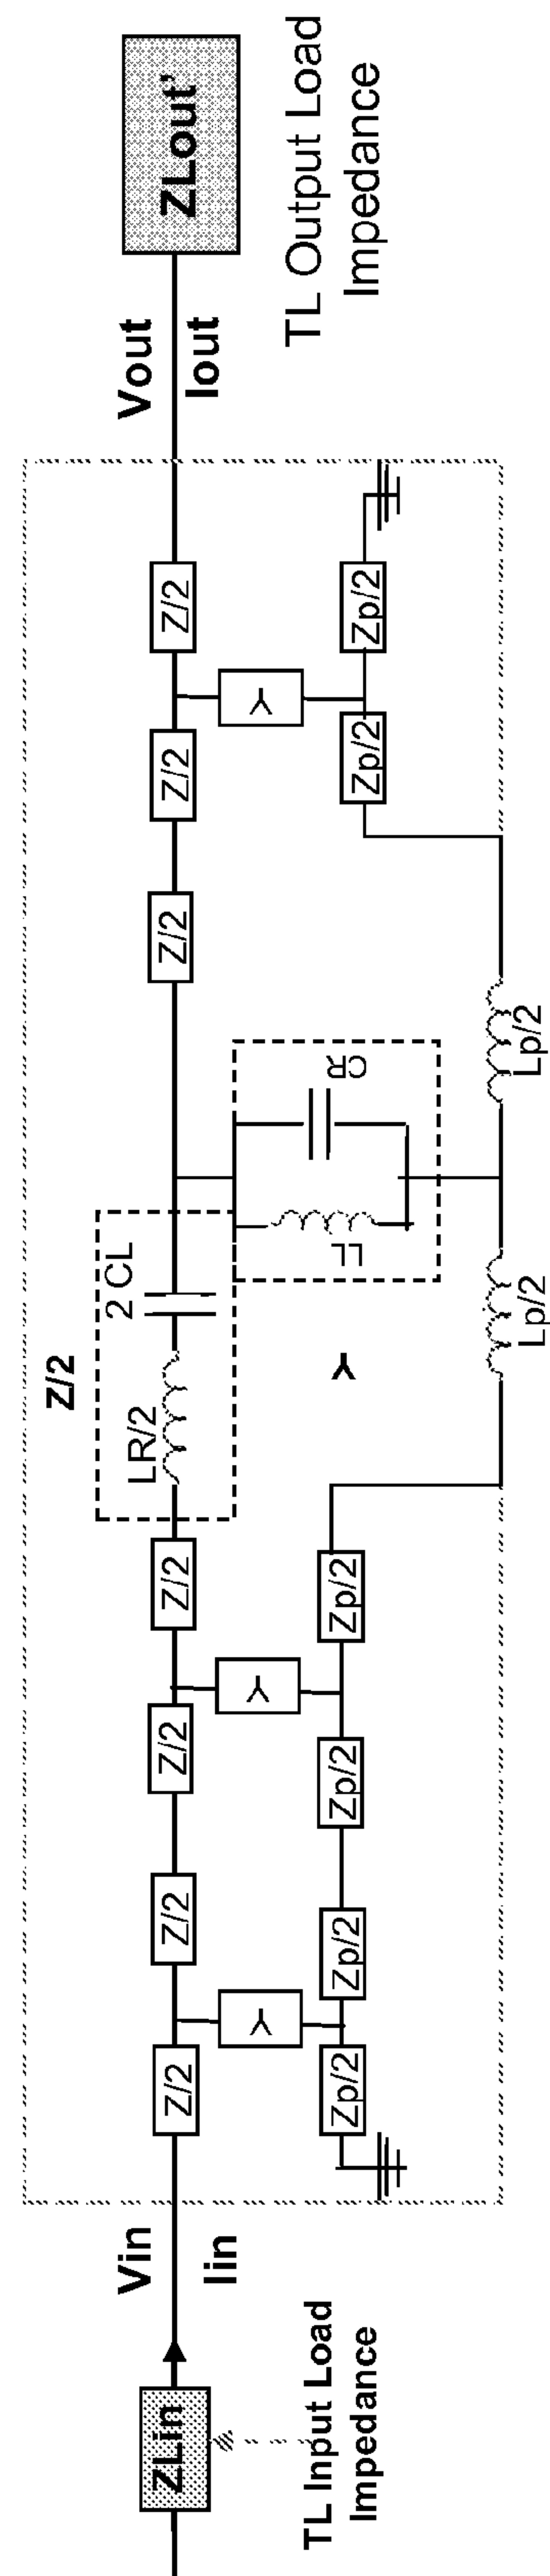 Z/2
Vin
LR/2
2 CL
Vout
ZLin
Z/2
Z/2
Z/2
Z/2
Z/2
Z/2
Z/2
ZLout’
Iin
Iout
Y
Y
Y
TL Input Load
Impedance
Y
LL
CR
TL Output Load
Impedance
Zp/2
Zp/2
Zp/2
Zp/2
Zp/2
Zp/2
Lp/2
Lp/2